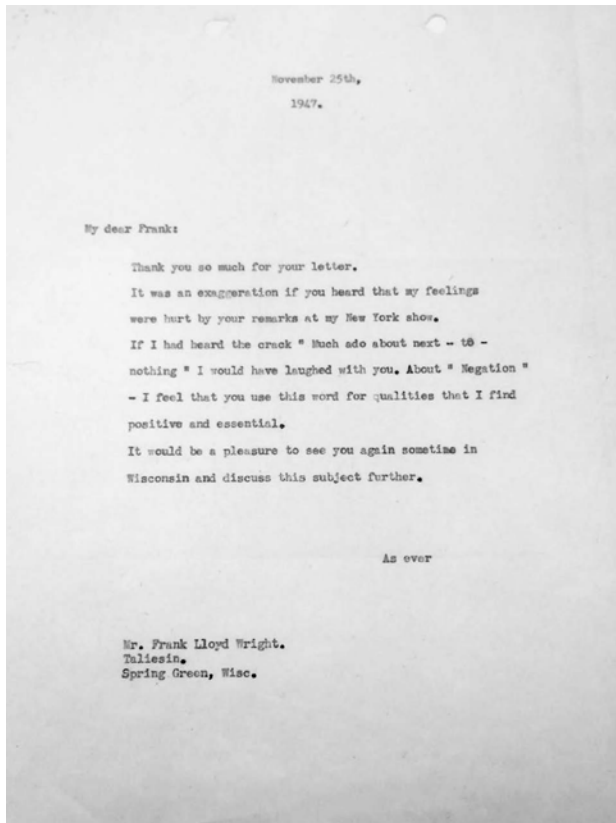 November 25th,
1947.
My dear Frank:
Thank you so much for your letter.
It was an exaggeration if you heard that my feelings
were hurt by your remarks at my New York show.
If I had heard the crack " Much ado about next - to -
nothing " I would have laughed with you. About " Negation "
- I feel that you use this word for qualities that I find
positive and essential.
It would be a pleasure to see you again sometime in
Wisconsin and discuss this subject further.
As ever
Mr. Frank Lloyd Wright.
Taliesin.
Spring Green, Wisc.